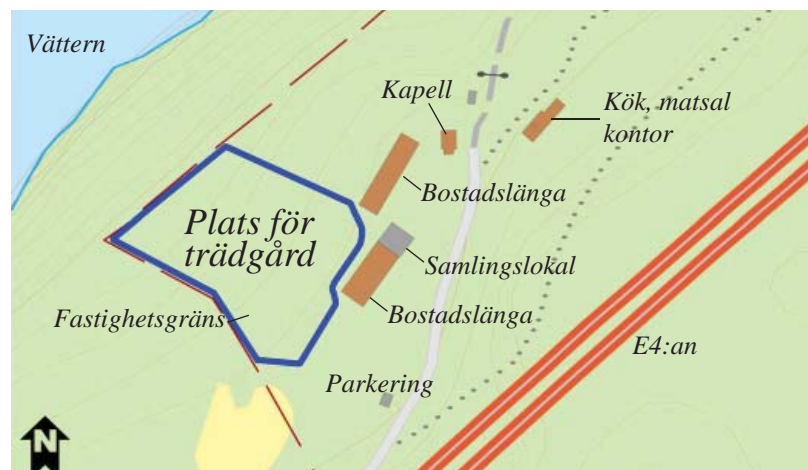 Vättern
Kapell
Kök, matsal
kontor
Bostadslänga
Plats för
trädgård
Samlingslokal
Fastighetsgräns
Bostadslänga
E4:an
Parkering
N